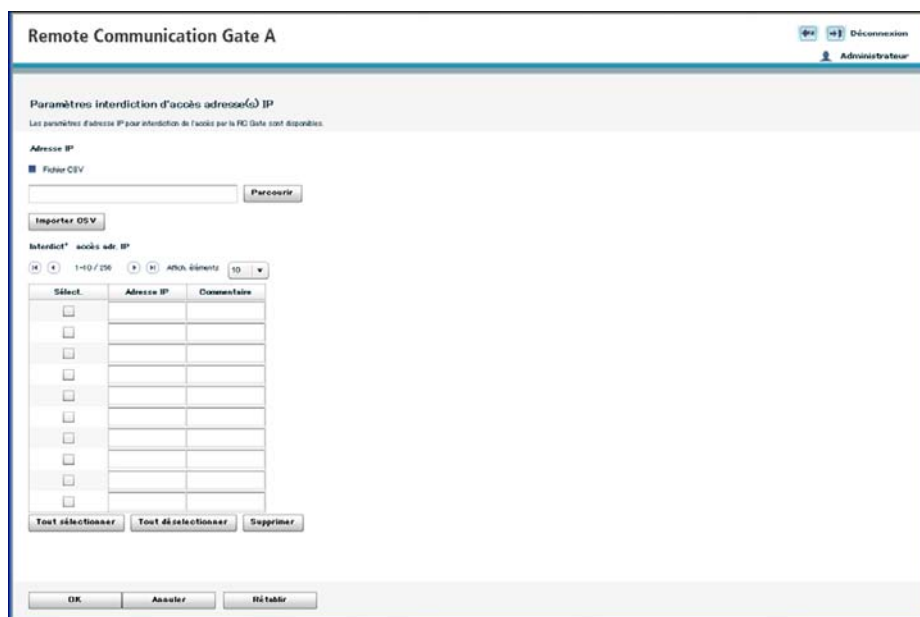 Remote Communication Gate A
Déconnexion
Administrateur
Paramètres interdiction d'accès adresse(s) IP
Les paramètres d'adresse IP pour interdiction de l'accès par la RC Gate sont disponibles.
Adresse IP
Fichier CSV
Parcourir
Importer CSV
Interdict° accès adr. IP
1-10 / 256 Affich. éléments 10
Sélect. Adresse IP Commentaire
Tout sélectionner Tout déselectionner Supprimer
OK Annuler Rétablir